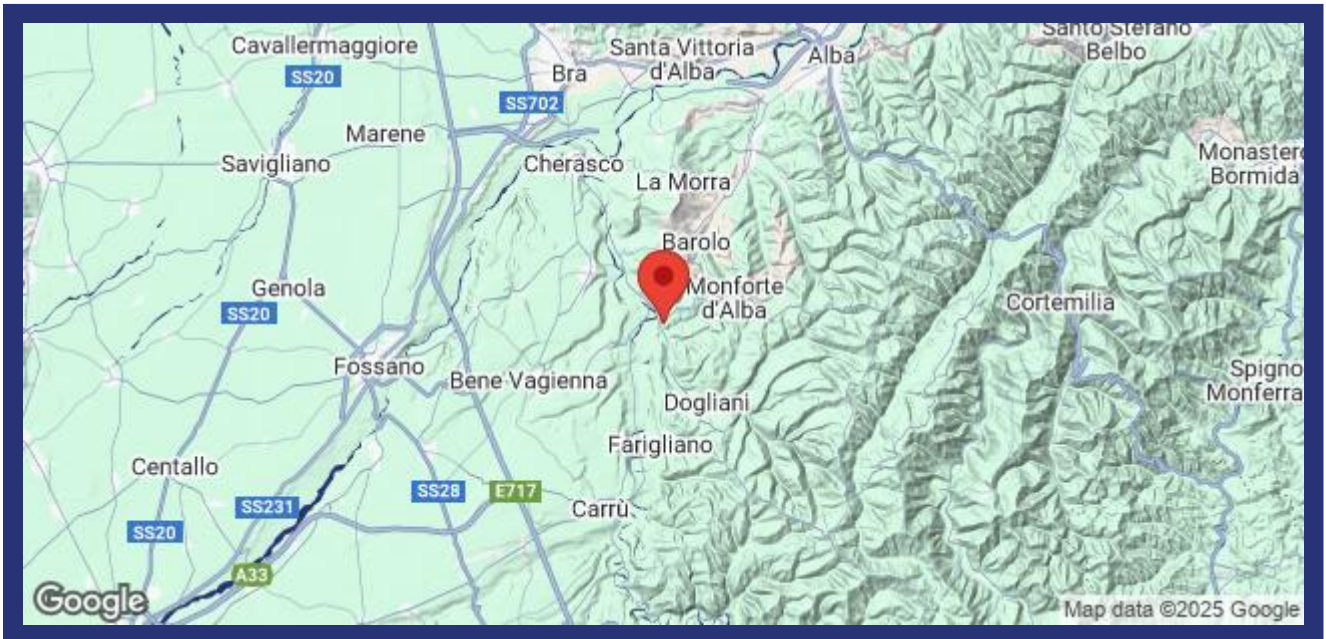 Cavallermaggiore
SS20
Santa Vittoria
d'Alba
Alba
Santo Stefano
Belbo
Bra
SS702
Marene
Savigliano
Cherasco
La Morra
Monastero
Bormida
Barolo
Genola
SS20
Monforte
d'Alba
Cortemilia
Fossano
Bene Vagienna
Dogliani
Spigno
Monferra
Farigliano
Centallo
SS231
SS28
E717
Carrù
SS20
A33
Google
Map data ©2025 Google